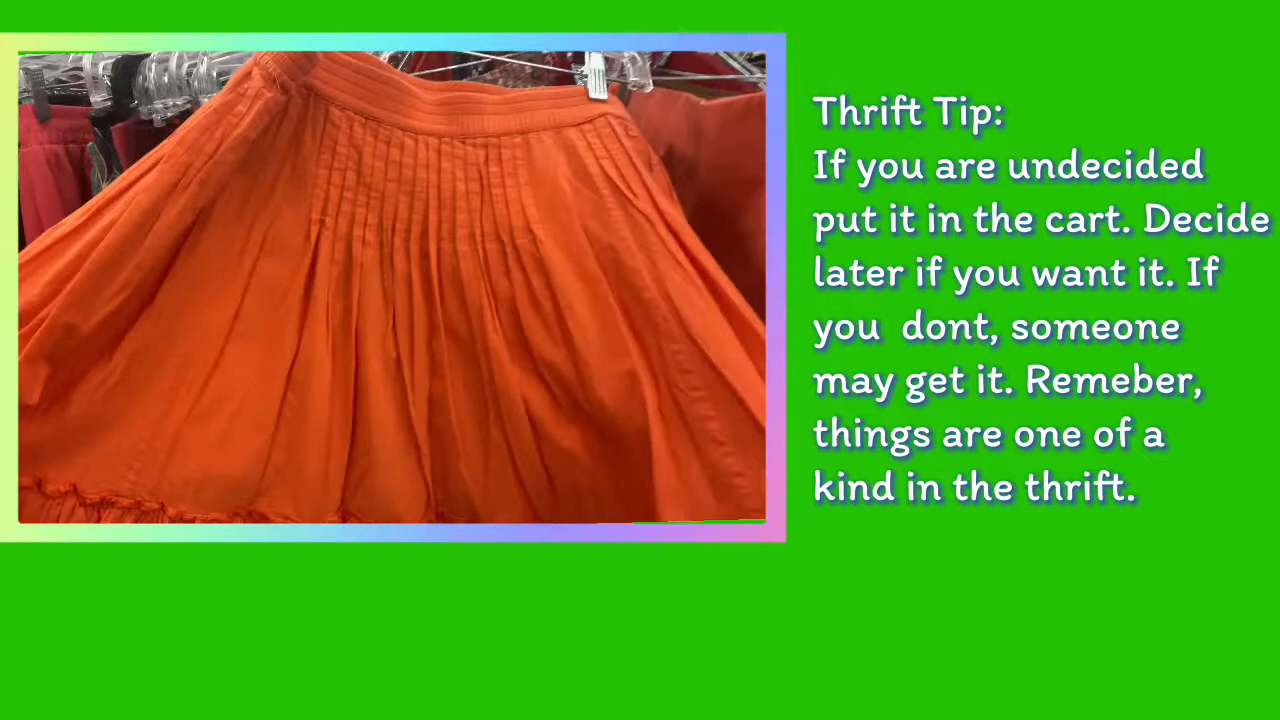 Thrift Tip:
If you are undecided
put it in the cart. Decide
later if you want it. If
you  dont, someone
may get it. Remeber,
things are one of a
kind in the thrift.